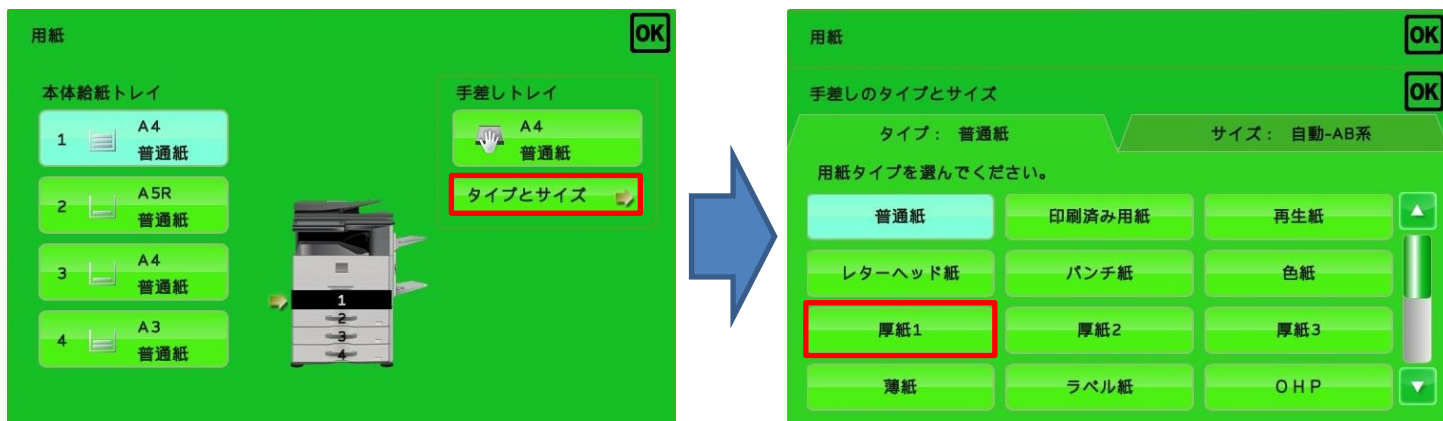 用紙
OK
本体給紙トレイ
1
A4
普通紙
2
A5R
普通紙
3
A4
普通紙
4
A3
普通紙
1
2
3
4
手差しトレイ
A4
普通紙
タイプとサイズ
用紙
OK
手差しのタイプとサイズ
OK
タイプ： 普通紙
サイズ： 自動-AB系
用紙タイプを選んでください。
普通紙
印刷済み用紙
再生紙
レターヘッド紙
パンチ紙
色紙
厚紙1
厚紙2
厚紙3
薄紙
ラベル紙
OHP